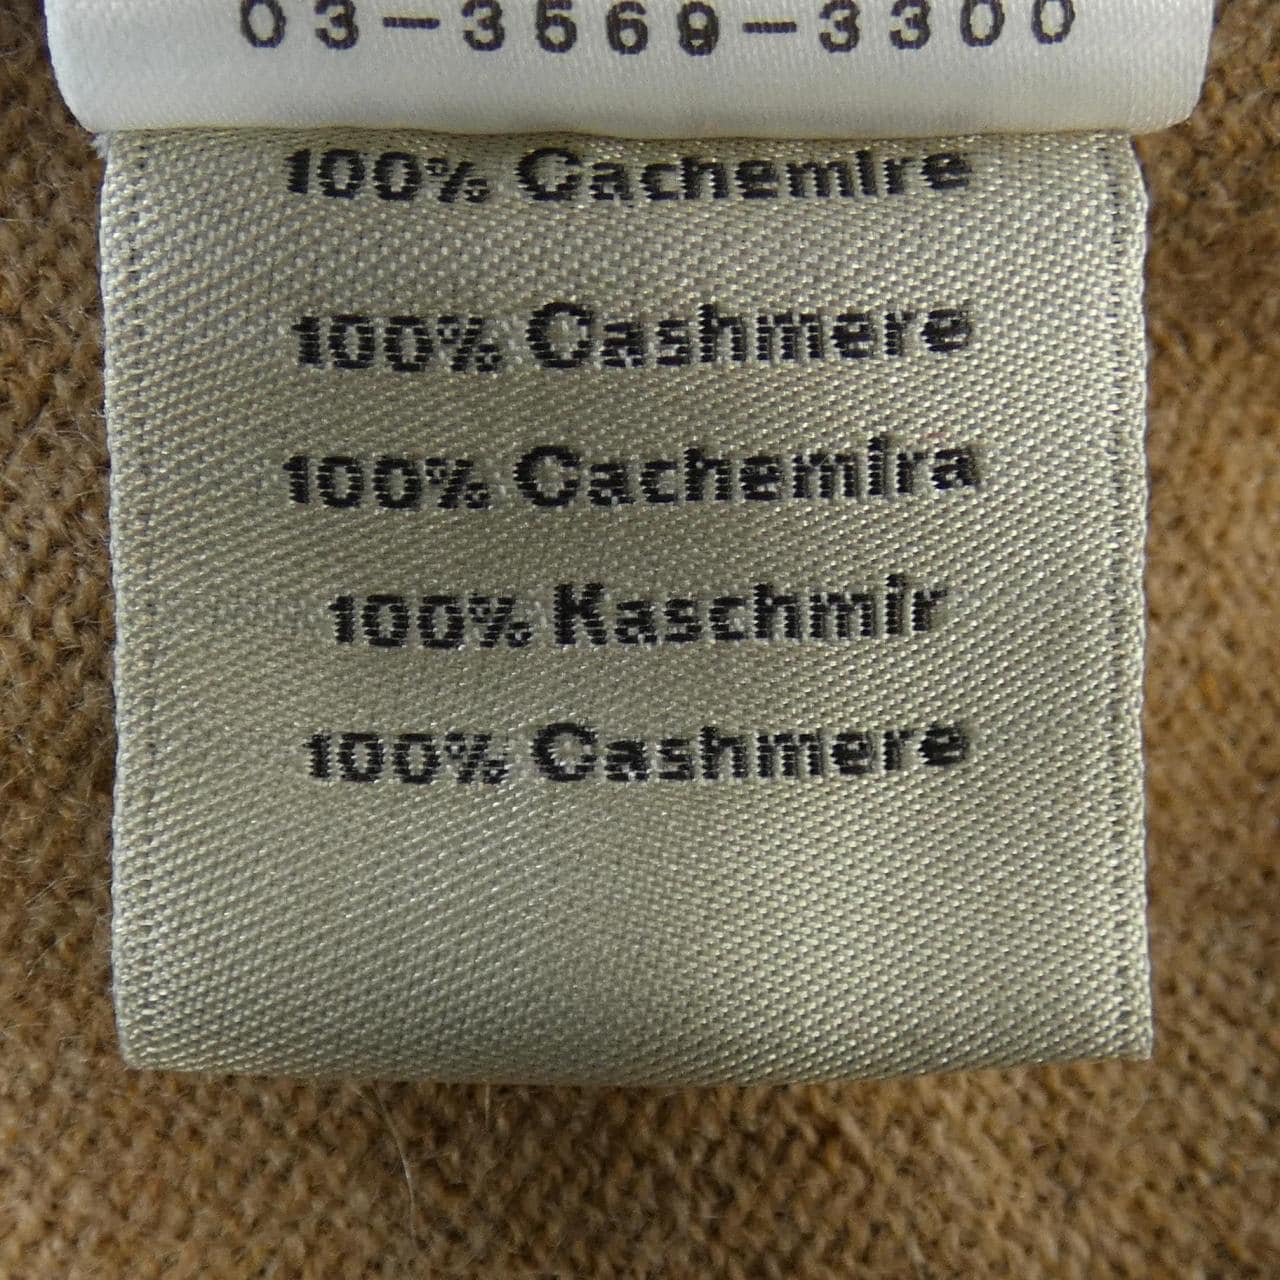 03-3569-3300
100% Cachemire
100% Cashmere
100% Cachemira
100% Kaschmir
100% Cashmere